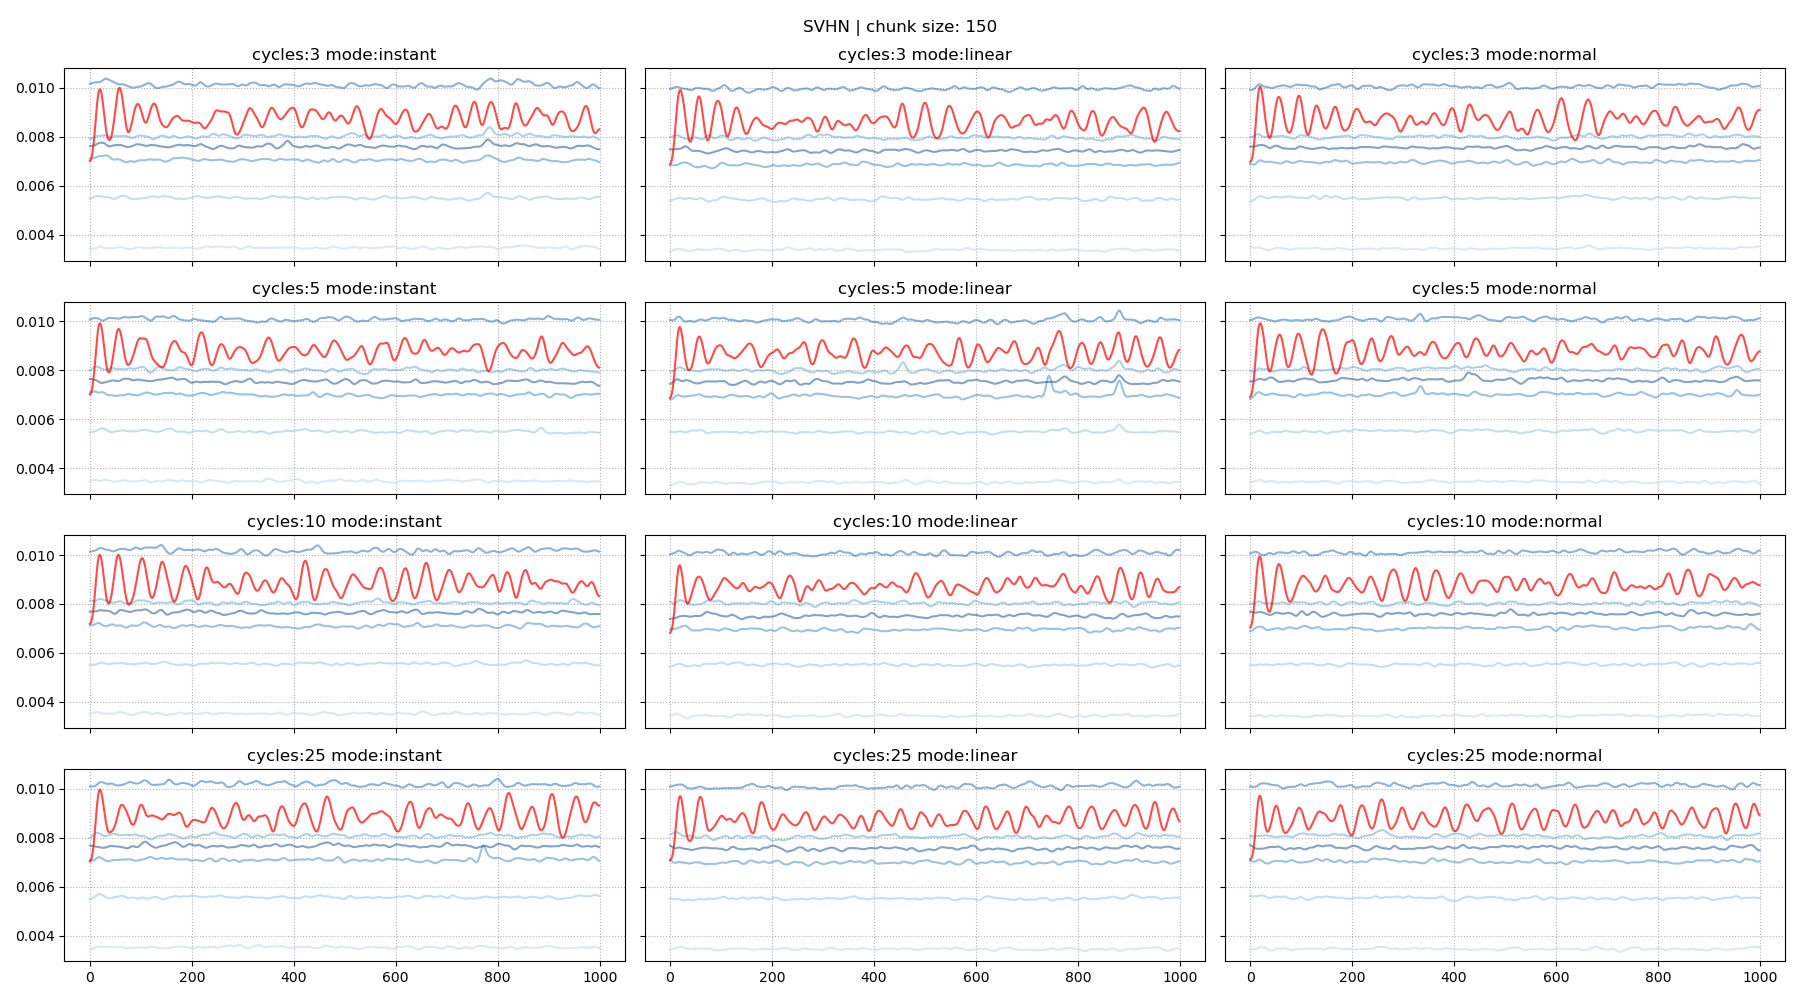 SVHN | chunk size: 150
cycles:3 mode:instant
cycles:3 mode:linear
cycles:3 mode:normal
0.010
0.008
0.006
0.004
cycles:5 mode:instant
cycles:5 mode:linear
cycles:5 mode:normal
0.010
0.008
0.006
0.004
cycles:10 mode:instant
cycles:10 mode:linear
cycles:10 mode:normal
0.010
0.008
0.006
0.004
cycles:25 mode:instant
cycles:25 mode:linear
cycles:25 mode:normal
0.010
0.008
0.006
0.004
0 200 400 600 800 1000
0 200 400 600 800 1000
0 200 400 600 800 1000